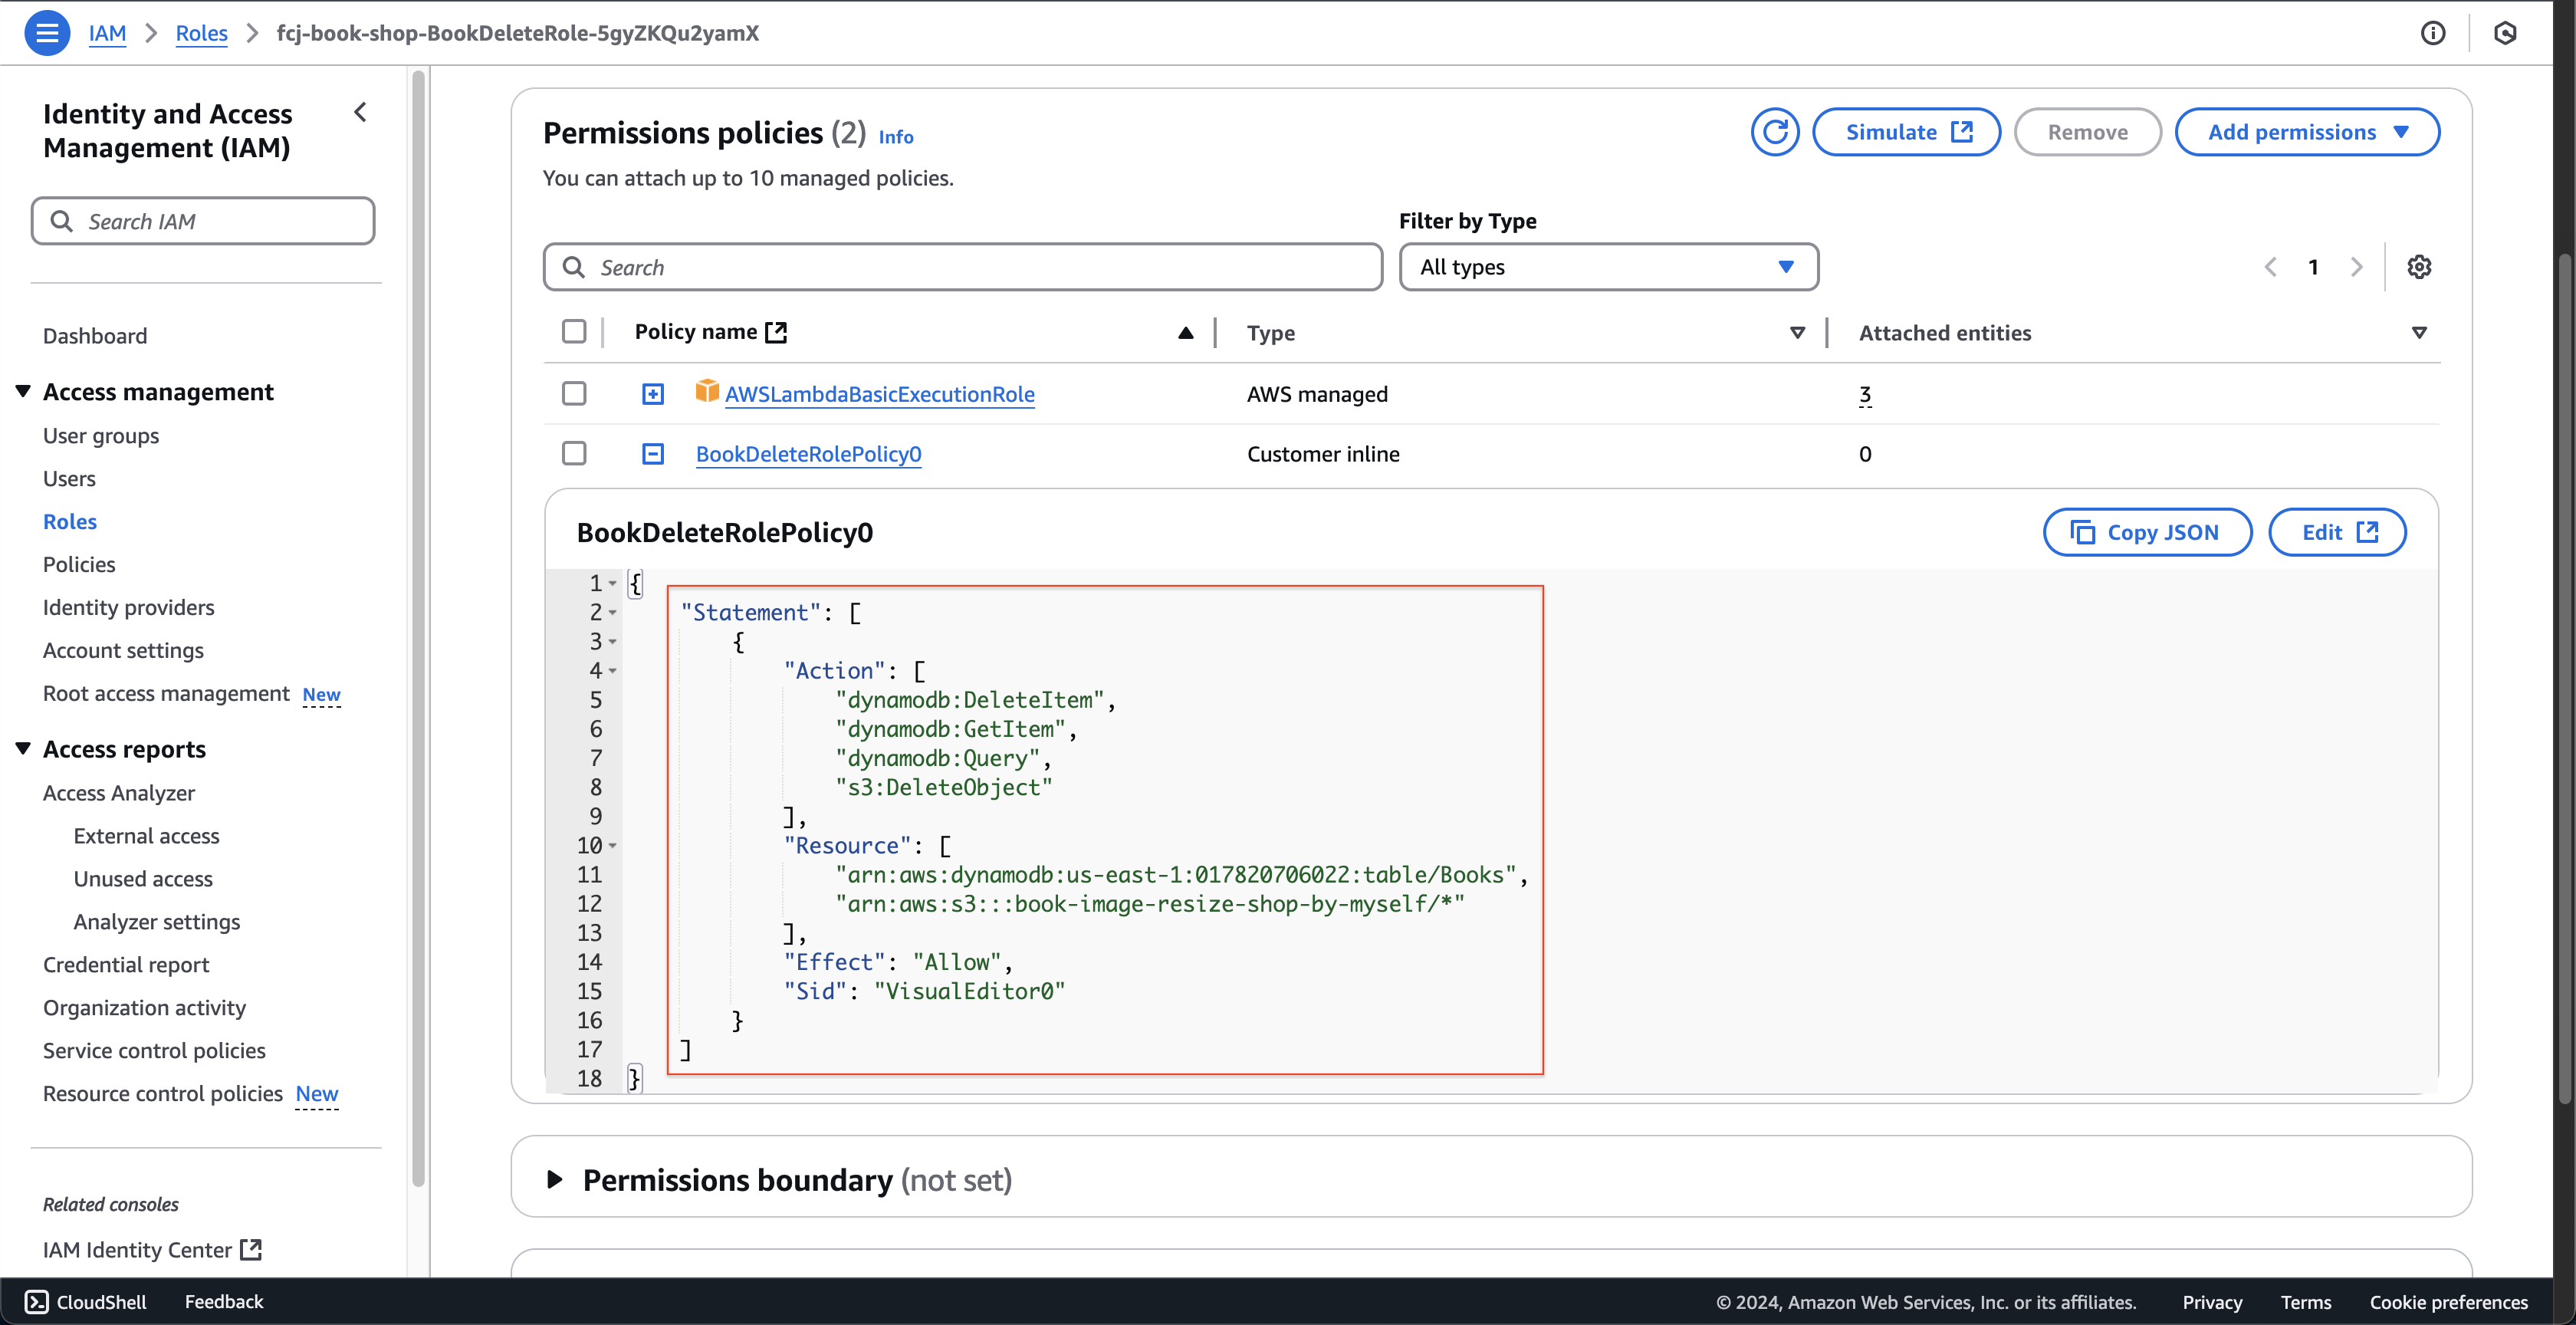 IAM > Roles > fcj-book-shop-BookDeleteRole-5gyZKQu2yamX
Identity and Access
Management (IAM)
Search IAM
Dashboard
Access management
User groups
Users
Roles
Policies
Identity providers
Account settings
Root access management New
Access reports
Access Analyzer
External access
Unused access
Analyzer settings
Credential report
Organization activity
Service control policies
Resource control policies New
Related consoles
IAM Identity Center
Permissions policies (2) Info
Simulate
Remove
Add permissions
You can attach up to 10 managed policies.
Filter by Type
Search
All types
1
Policy name Type Attached entities
AWSLambdaBasicExecutionRole AWS managed 3
BookDeleteRolePolicy0 Customer inline 0
BookDeleteRolePolicy0
Copy JSON
Edit
1 {
2 "Statement": [
3 {
4 "Action": [
5 "dynamodb:DeleteItem",
6 "dynamodb:GetItem",
7 "dynamodb:Query",
8 "s3:DeleteObject"
9 ],
10 "Resource": [
11 "arn:aws:dynamodb:us-east-1:017820706022:table/Books",
12 "arn:aws:s3:::book-image-resize-shop-by-myself/*"
13 ],
14 "Effect": "Allow",
15 "Sid": "VisualEditor0"
16 }
17 ]
18 }
Permissions boundary (not set)
CloudShell Feedback © 2024, Amazon Web Services, Inc. or its affiliates. Privacy Terms Cookie preferences